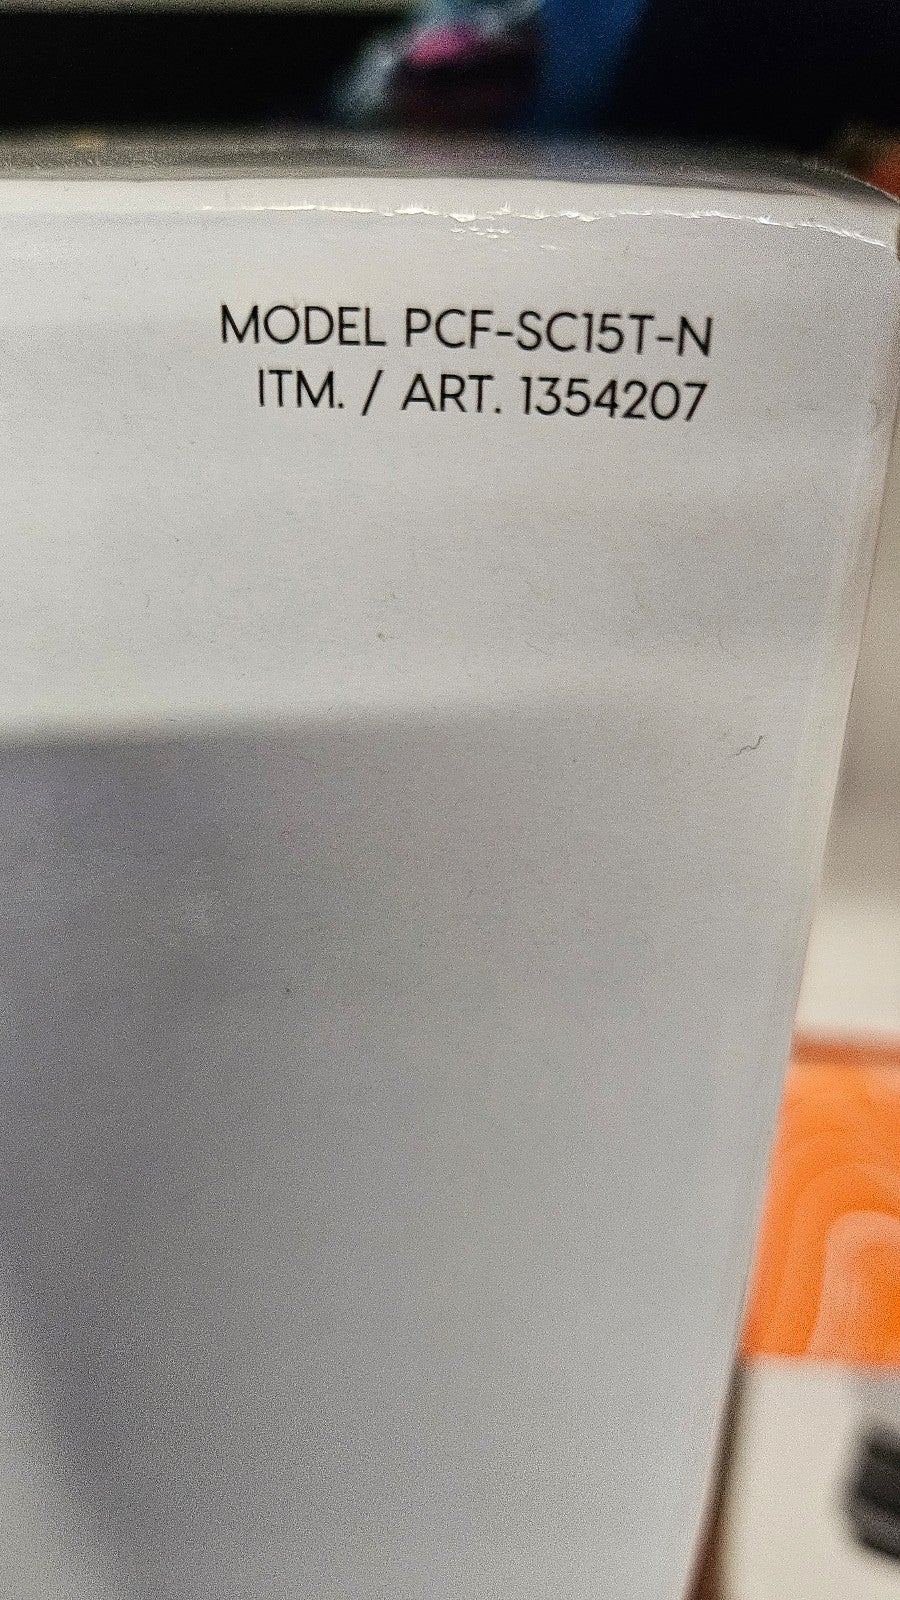 MODEL PCF-SC15T-N
ITM. / ART. 1354207